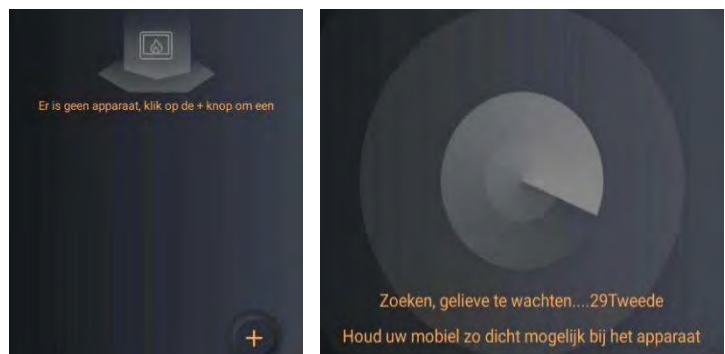 Er is geen apparaat, klik op de + knop om een
+
Zoeken, gelieve te wachten....29Tweede
Houd uw mobiel zo dicht mogelijk bij het apparaat